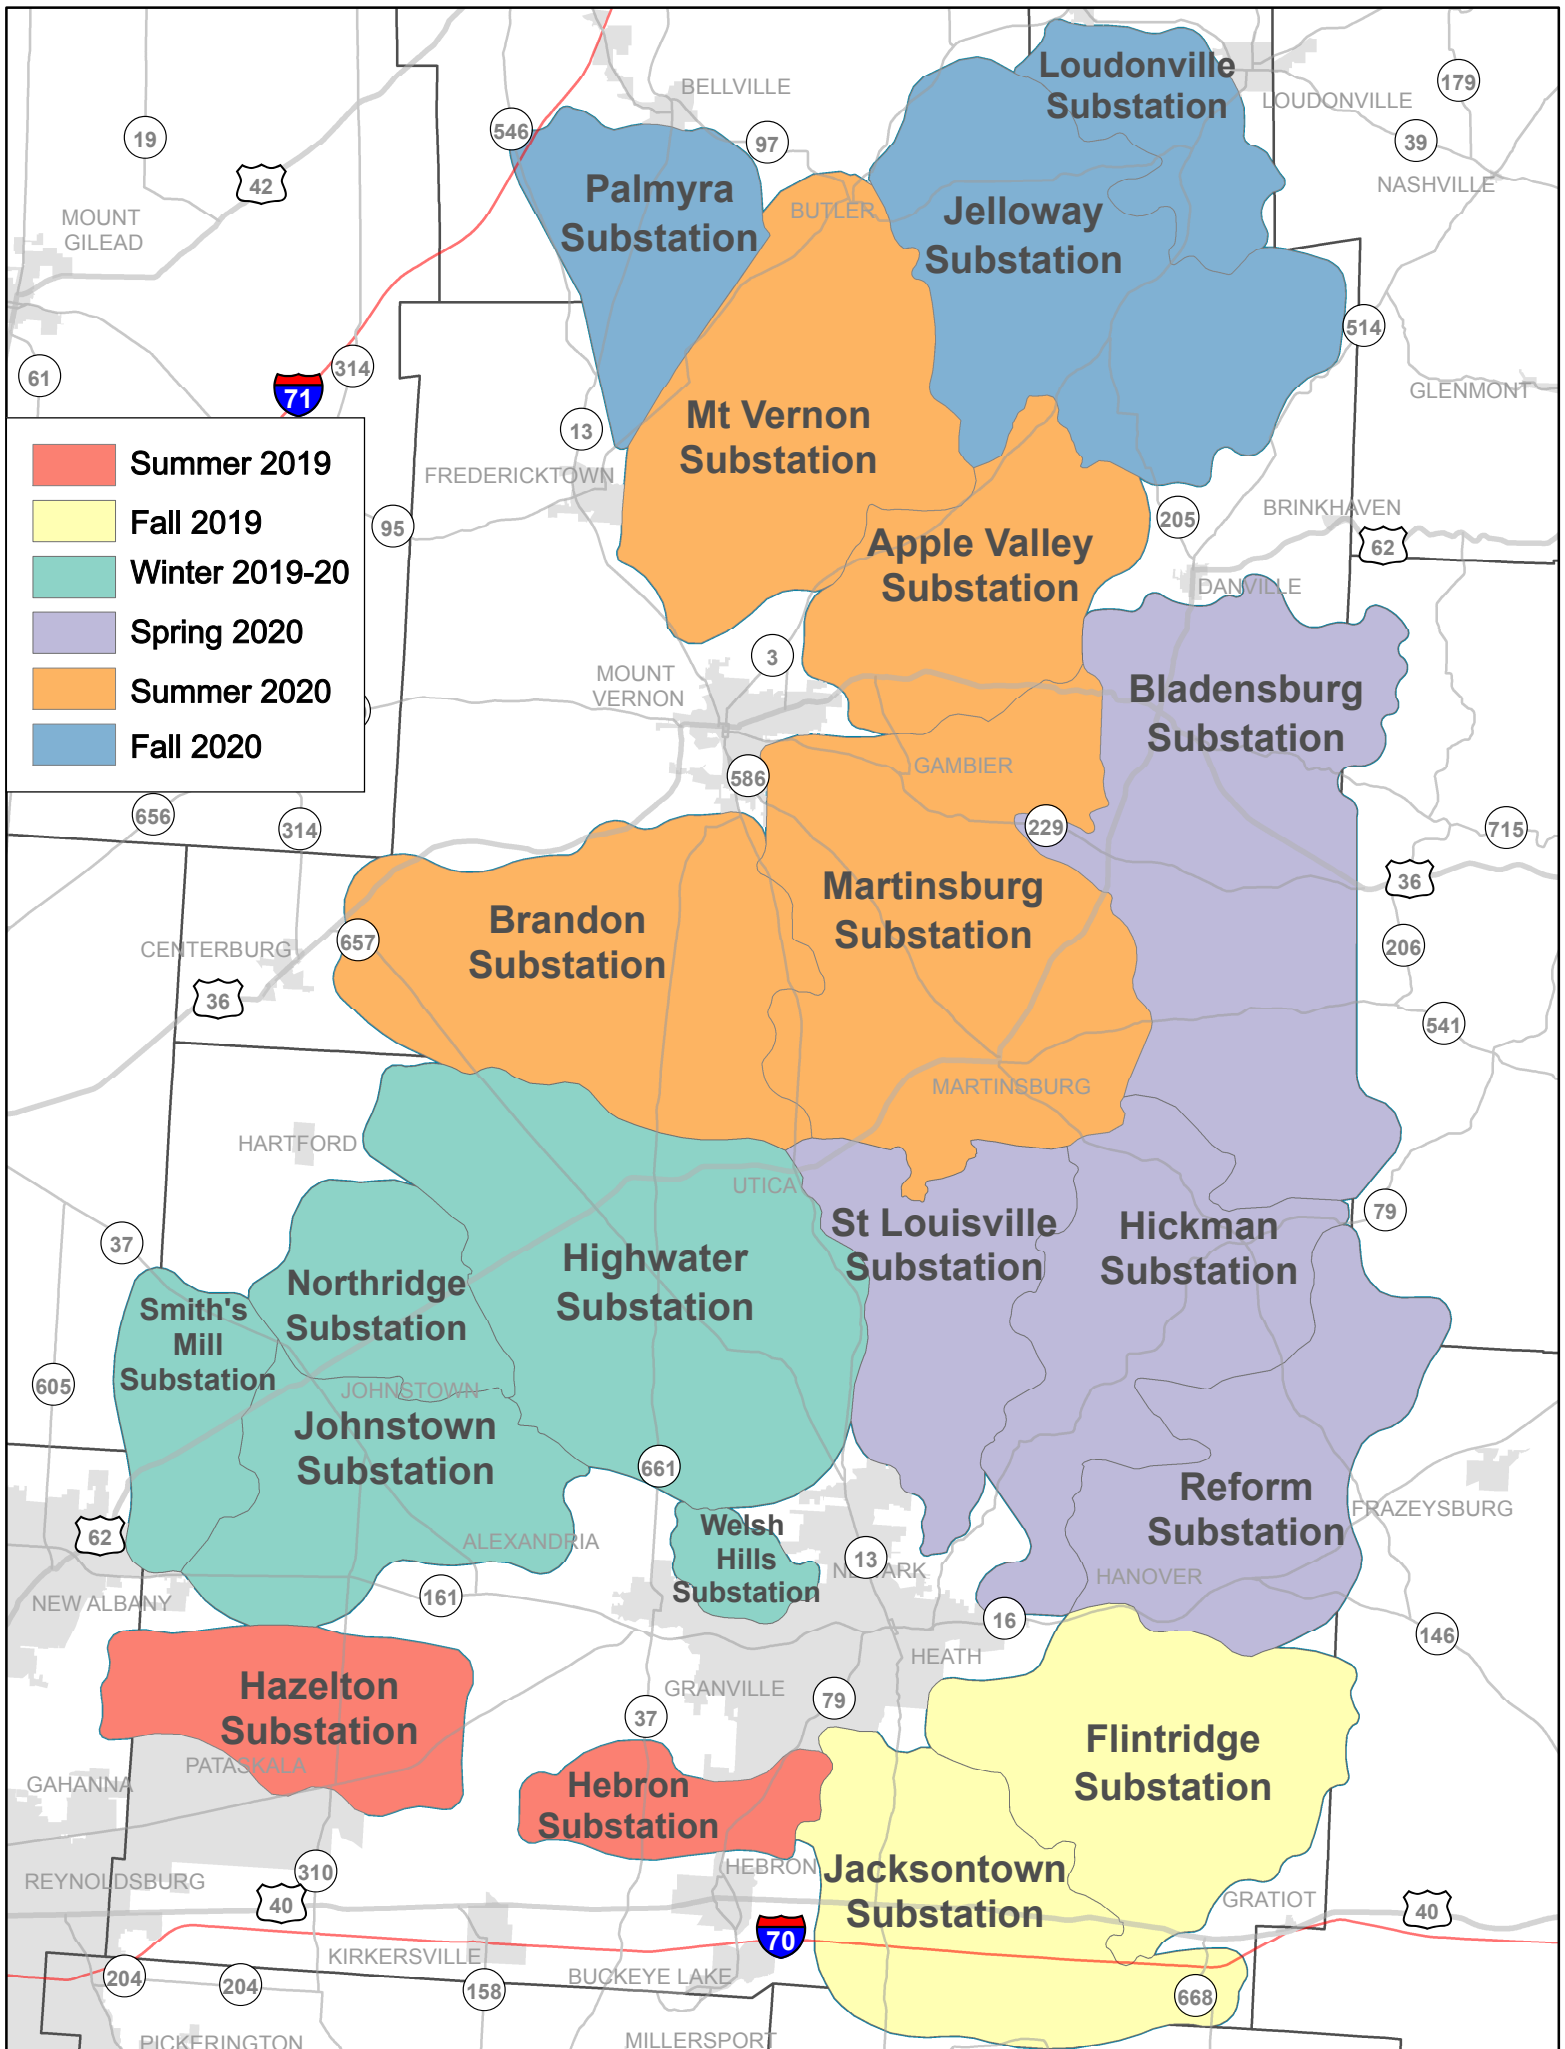 Loudonville
Substation
BELLVILLE
LOUDONVILLE
179
546
97
19
39
42
NASHVILLE
Palmyra
Substation
BUTLER
Jelloway
Substation
MOUNT
GILEAD
514
314
61
71
GLENMONT
Mt Vernon
Substation
13
FREDERICKTOWN
Summer 2019
Fall 2019
Winter 2019-20
Spring 2020
Summer 2020
Fall 2020
95
205
BRINKHAVEN
62
Apple Valley
Substation
DANVILLE
3
MOUNT
VERNON
Bladensburg
Substation
GAMBIER
586
656
314
229
715
36
Martinsburg
Substation
Brandon
Substation
657
CENTERBURG
206
36
541
MARTINSBURG
HARTFORD
UTICA
79
St Louisville
Substation
Hickman
Substation
37
Highwater
Substation
Northridge
Substation
Smith's
Mill
Substation
605
JOHNSTOWN
Johnstown
Substation
661
Reform
Substation
FRAZEYSBURG
62
ALEXANDRIA
Welsh
Hills
Substation
13
NEWARK
HANOVER
NEW ALBANY
161
16
146
HEATH
Hazelton
Substation
GRANVILLE
79
37
Flintridge
Substation
PATASKALA
GAHANNA
Hebron
Substation
HEBRON
Jacksontown
Substation
REYNOLDSBURG
310
40
GRATIOT
40
70
KIRKERSVILLE
BUCKEYE LAKE
204
204
158
668
PICKERINGTON
MILLERSPORT